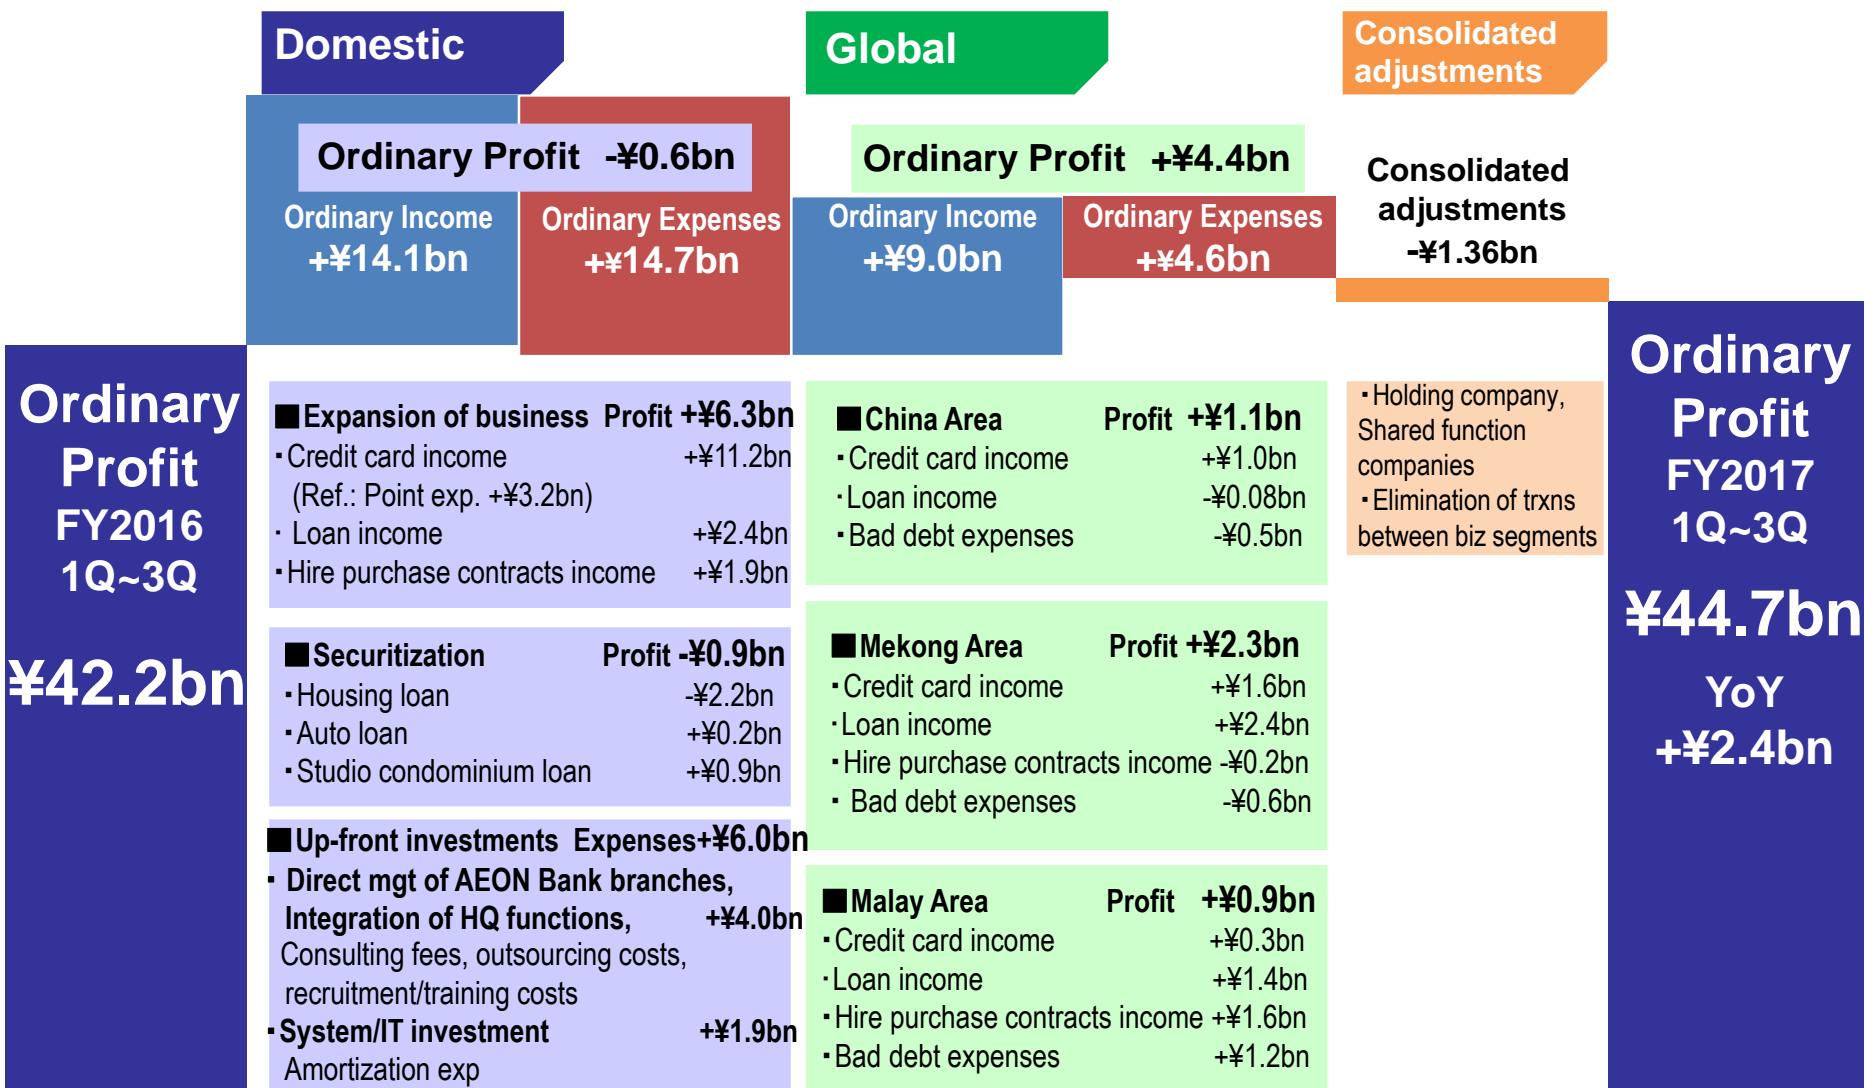 Domestic
Global
Consolidated
adjustments
Ordinary Profit -¥0.6bn
Ordinary Income
+¥14.1bn
Ordinary Expenses
+¥14.7bn
Ordinary Profit +¥4.4bn
Ordinary Income
+¥9.0bn
Ordinary Expenses
+¥4.6bn
Consolidated
adjustments
-¥1.36bn
Ordinary
Profit
FY2016
1Q~3Q
¥42.2bn
■Expansion of business Profit +¥6.3bn
・Credit card income +¥11.2bn
(Ref.: Point exp. +¥3.2bn)
・Loan income +¥2.4bn
・Hire purchase contracts income +¥1.9bn
■Securitization Profit -¥0.9bn
・Housing loan -¥2.2bn
・Auto loan +¥0.2bn
・Studio condominium loan +¥0.9bn
■Up-front investments Expenses+¥6.0bn
・Direct mgt of AEON Bank branches,
Integration of HQ functions, +¥4.0bn
Consulting fees, outsourcing costs,
recruitment/training costs
・System/IT investment +¥1.9bn
Amortization exp
■China Area Profit +¥1.1bn
・Credit card income +¥1.0bn
・Loan income -¥0.08bn
・Bad debt expenses -¥0.5bn
■Mekong Area Profit +¥2.3bn
・Credit card income +¥1.6bn
・Loan income +¥2.4bn
・Hire purchase contracts income -¥0.2bn
・Bad debt expenses -¥0.6bn
■Malay Area Profit +¥0.9bn
・Credit card income +¥0.3bn
・Loan income +¥1.4bn
・Hire purchase contracts income +¥1.6bn
・Bad debt expenses +¥1.2bn
・Holding company,
Shared function
companies
・Elimination of trxns
between biz segments
Ordinary
Profit
FY2017
1Q~3Q
¥44.7bn
YoY
+¥2.4bn